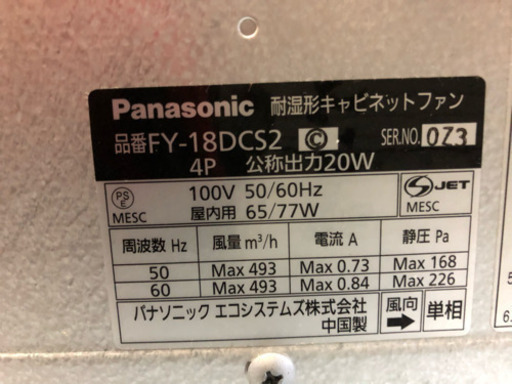 Panasonic 耐湿形キャビネットファン
品番FY-18DCS2 C SER.NO. 0Z3
4P 公称出力20W
PSE 100V 50/60Hz S JET
MESC 屋内用 65/77W MESC
周波数 Hz 風量 m³/h 電流 A 静圧 Pa
50 Max 493 Max 0.73 Max 168
60 Max 493 Max 0.84 Max 226
パナソニック エコシステムズ株式会社 風向 単相
中国製 →
5
6.